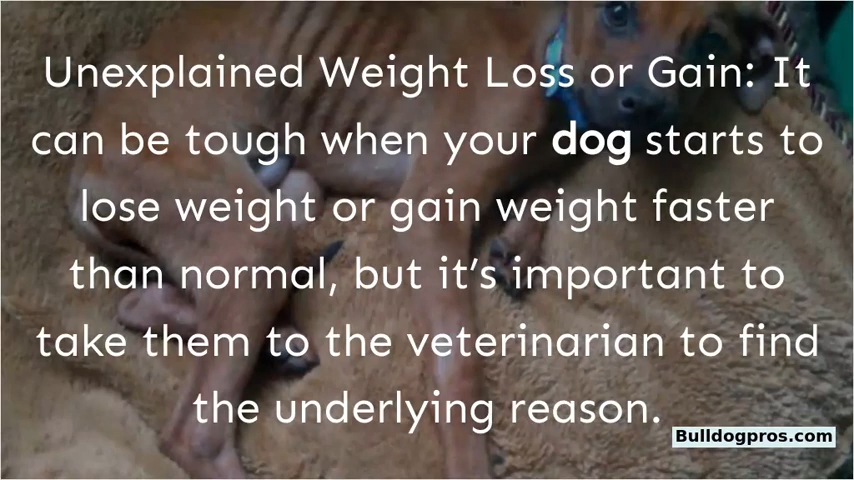 Unexplained Weight Loss or Gain: It
can be tough when your dog starts to
lose weight or gain weight faster
than normal, but it’s important to
take them to the veterinarian to find
the underlying reason.
Bulldogpros.com